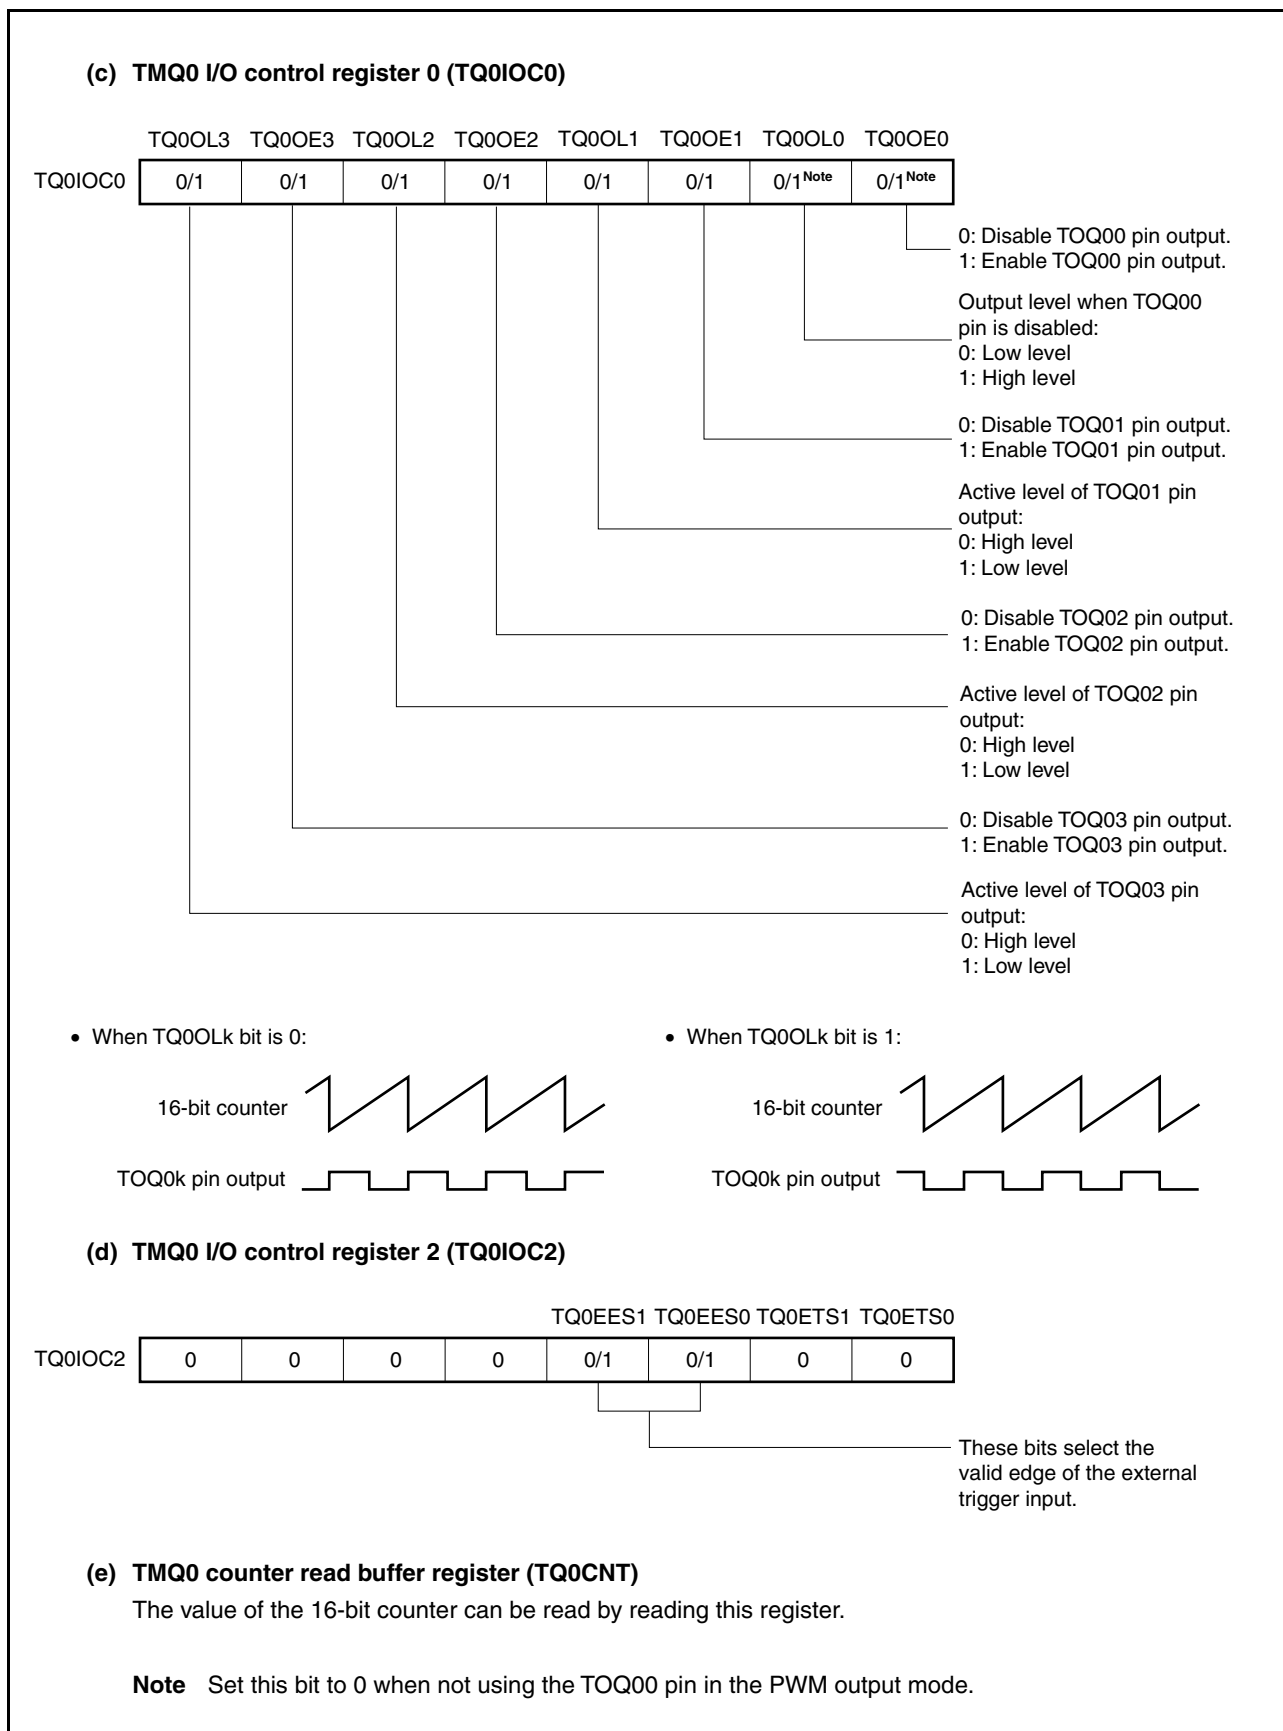 (c) TMQ0 I/O control register 0 (TQ0IOC0)
TQ0OL3 TQ0OE3 TQ0OL2 TQ0OE2 TQ0OL1 TQ0OE1 TQ0OL0 TQ0OE0
TQ0IOC0 0/1 0/1 0/1 0/1 0/1 0/1 0/1Note 0/1Note
0: Disable TOQ00 pin output.
1: Enable TOQ00 pin output.
Output level when TOQ00
pin is disabled:
0: Low level
1: High level
0: Disable TOQ01 pin output.
1: Enable TOQ01 pin output.
Active level of TOQ01 pin
output:
0: High level
1: Low level
0: Disable TOQ02 pin output.
1: Enable TOQ02 pin output.
Active level of TOQ02 pin
output:
0: High level
1: Low level
0: Disable TOQ03 pin output.
1: Enable TOQ03 pin output.
Active level of TOQ03 pin
output:
0: High level
1: Low level
• When TQ0OLk bit is 0:
16-bit counter
TOQ0k pin output
• When TQ0OLk bit is 1:
16-bit counter
TOQ0k pin output
(d) TMQ0 I/O control register 2 (TQ0IOC2)
TQ0EES1 TQ0EES0 TQ0ETS1 TQ0ETS0
TQ0IOC2 0 0 0 0 0/1 0/1 0 0
These bits select the
valid edge of the external
trigger input.
(e) TMQ0 counter read buffer register (TQ0CNT)
The value of the 16-bit counter can be read by reading this register.
Note Set this bit to 0 when not using the TOQ00 pin in the PWM output mode.